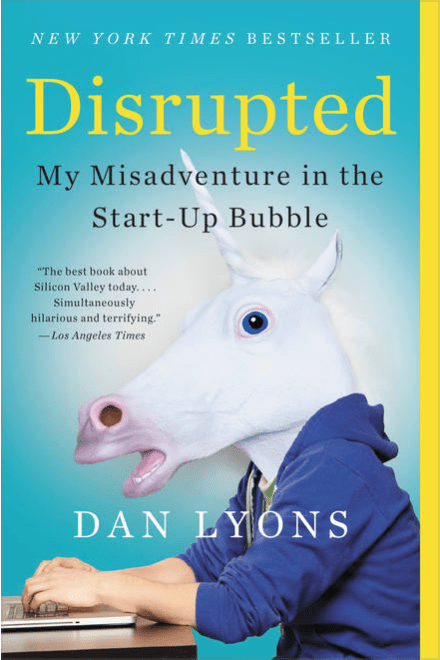 NEW YORK TIMES BESTSELLER
Disrupted
My Misadventure in the
Start-Up Bubble
“The best book about
Silicon Valley today. . . .
Simultaneously
hilarious and terrifying.”
—Los Angeles Times
DAN LYONS